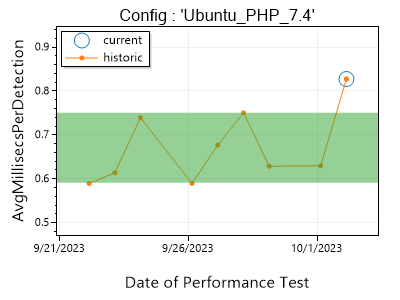 Config : 'Ubuntu_PHP_7.4'
current
historic
AvgMillisecsPerDetection
0.9
0.8
0.7
0.6
0.5
9/21/2023
9/26/2023
10/1/2023
Date of Performance Test